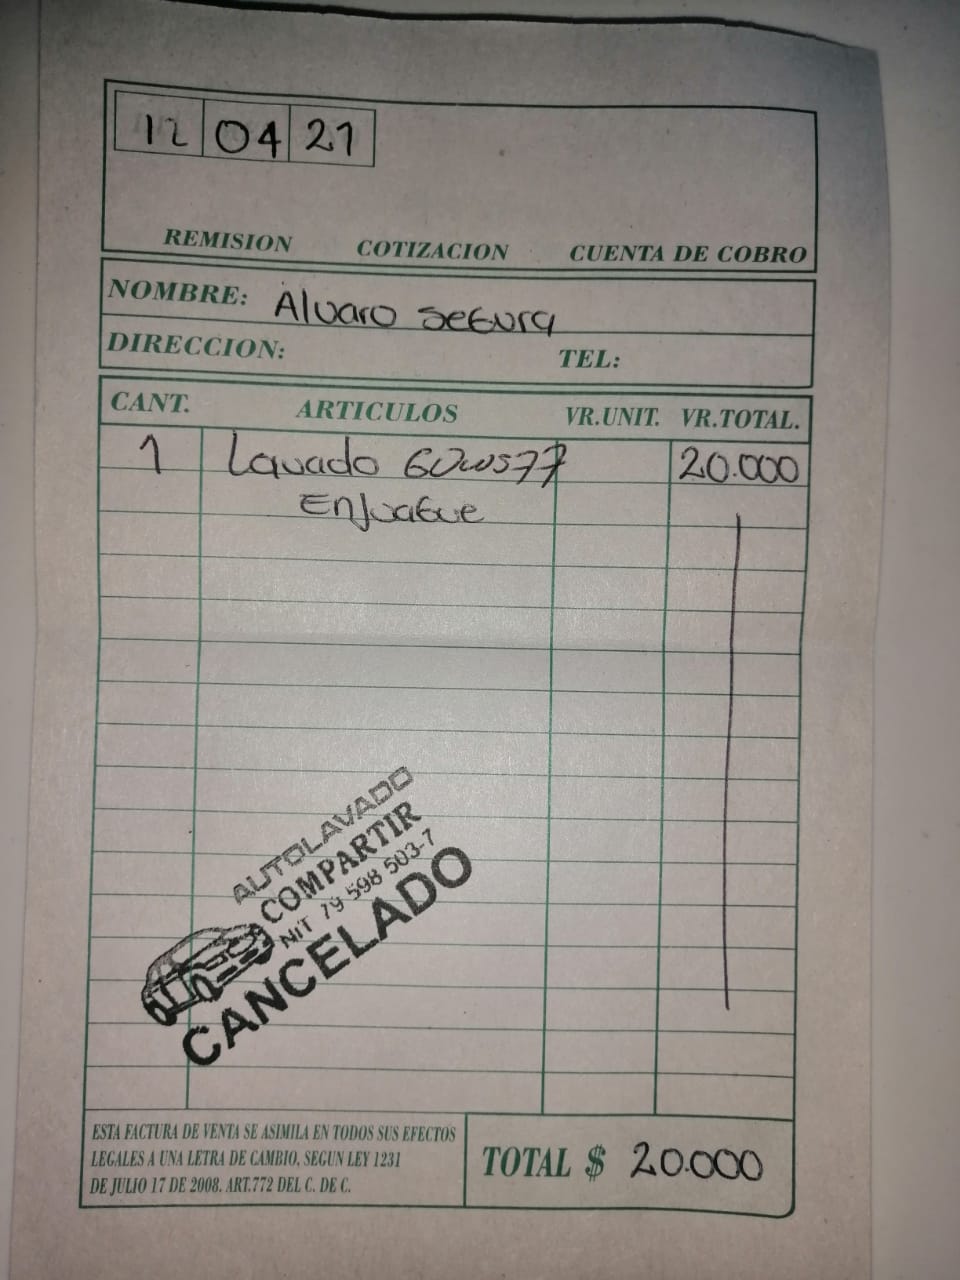 12 04 21
REMISION COTIZACION CUENTA DE COBRO
NOMBRE: Alvaro Segura
DIRECCION: TEL:
CANT. ARTICULOS VR.UNIT. VR.TOTAL.
1 Lavado GUW577 20.000
Enjuague
AUTOLAVADO
COMPARTIR
NIT 79 598 503-7
CANCELADO
ESTA FACTURA DE VENTA SE ASIMILA EN TODOS SUS EFECTOS
LEGALES A UNA LETRA DE CAMBIO, SEGUN LEY 1231
DE JULIO 17 DE 2008. ART.772 DEL C. DE C.
TOTAL $ 20.000